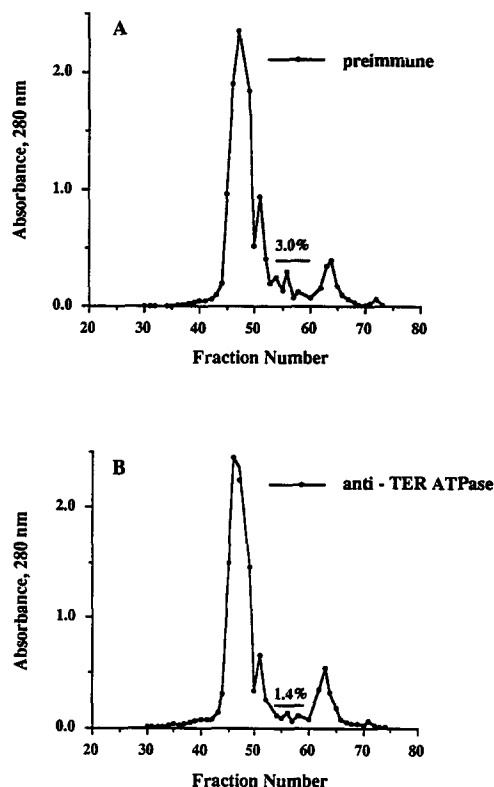 A
preimmune
2.0
1.0
0.0
3.0%
20 30 40 50 60 70 80
Fraction Number
Absorbance, 280 nm
B
anti - TER ATPase
2.0
1.0
0.0
1.4%
20 30 40 50 60 70 80
Fraction Number
Absorbance, 280 nm